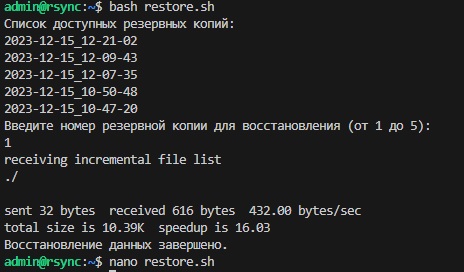 admin@rsync:~$ bash restore.sh
Список доступных резервных копий:
2023-12-15_12-21-02
2023-12-15_12-09-43
2023-12-15_12-07-35
2023-12-15_10-50-48
2023-12-15_10-47-20
Введите номер резервной копии для восстановления (от 1 до 5):
1
receiving incremental file list
./
sent 32 bytes  received 616 bytes  432.00 bytes/sec
total size is 10.39K  speedup is 16.03
Восстановление данных завершено.
admin@rsync:~$ nano restore.sh